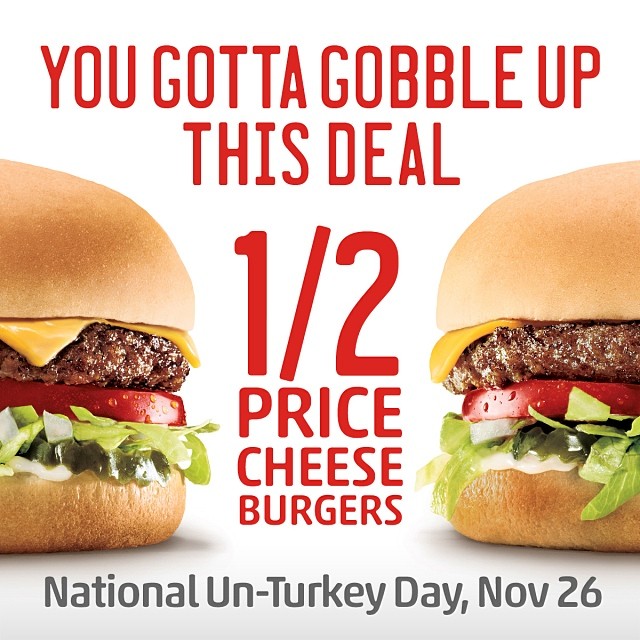 YOU GOTTA GOBBLE UP
THIS DEAL
1/2
PRICE
CHEESE
BURGERS
National Un-Turkey Day, Nov 26